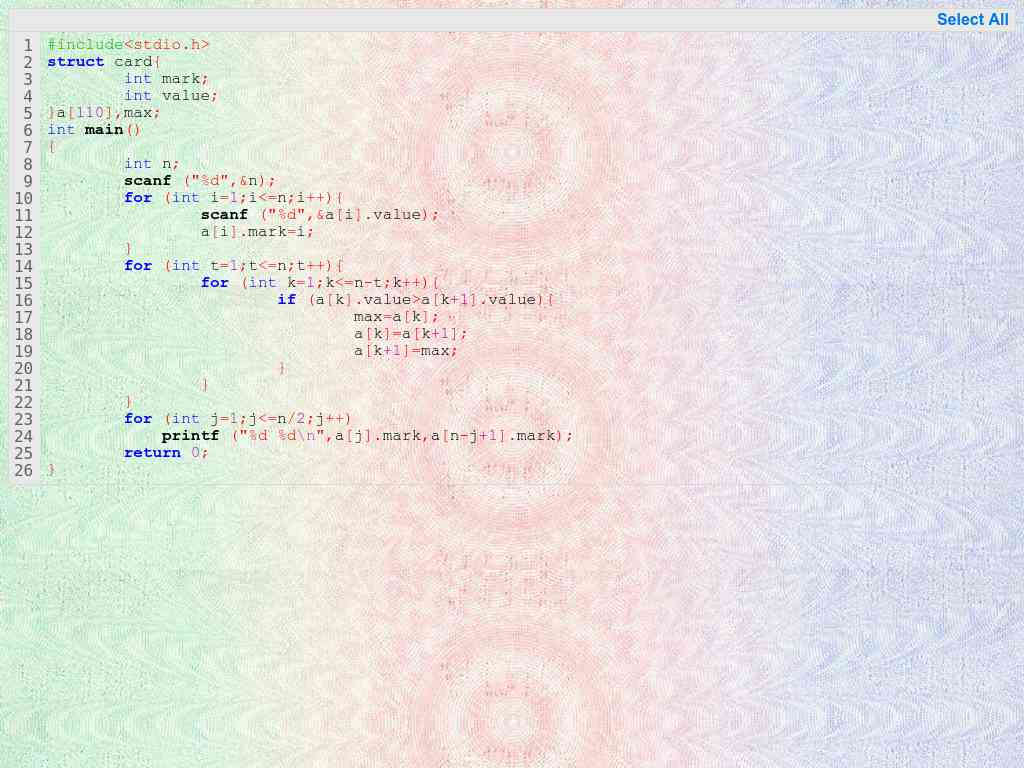 Select All
1 #include<stdio.h>
2 struct card{
3 int mark;
4 int value;
5 }a[110],max;
6 int main()
7 {
8 int n;
9 scanf ("%d",&n);
10 for (int i=1;i<=n;i++){
11 scanf ("%d",&a[i].value);
12 a[i].mark=i;
13 }
14 for (int t=1;t<=n;t++){
15 for (int k=1;k<=n-t;k++){
16 if (a[k].value>a[k+1].value){
17 max=a[k];
18 a[k]=a[k+1];
19 a[k+1]=max;
20 }
21 }
22 }
23 for (int j=1;j<=n/2;j++)
24 printf ("%d %d\n",a[j].mark,a[n-j+1].mark);
25 return 0;
26 }